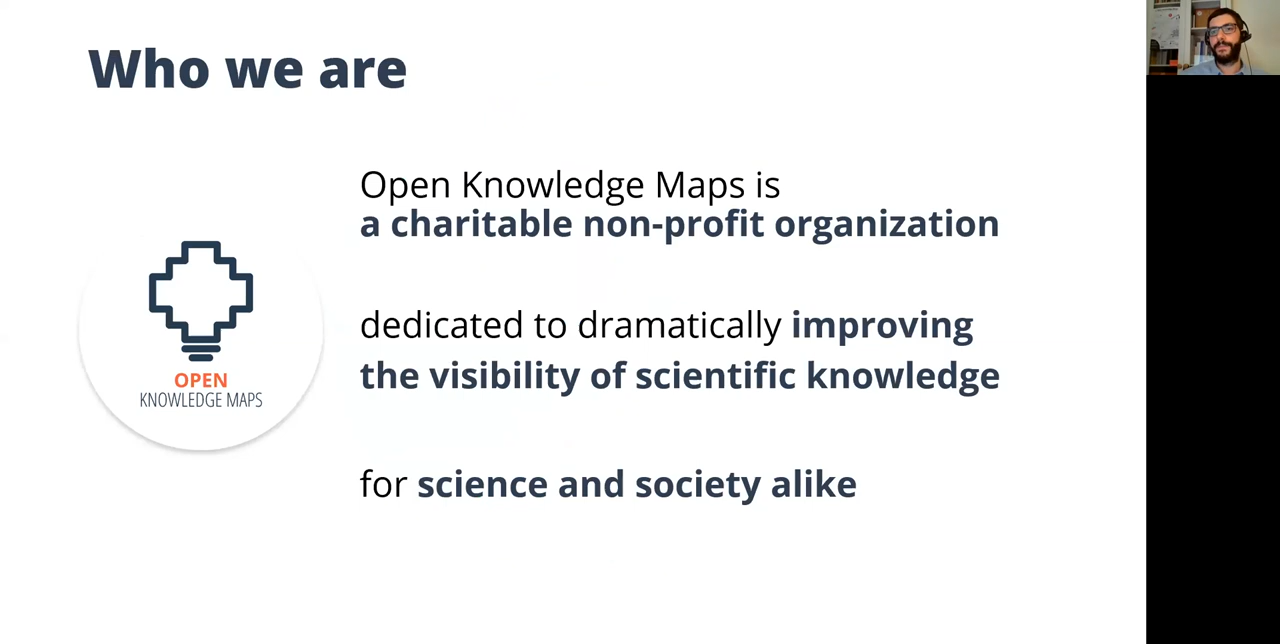 Who we are
Open Knowledge Maps is
a charitable non-profit organization
dedicated to dramatically improving
the visibility of scientific knowledge
for science and society alike
OPEN
KNOWLEDGE MAPS